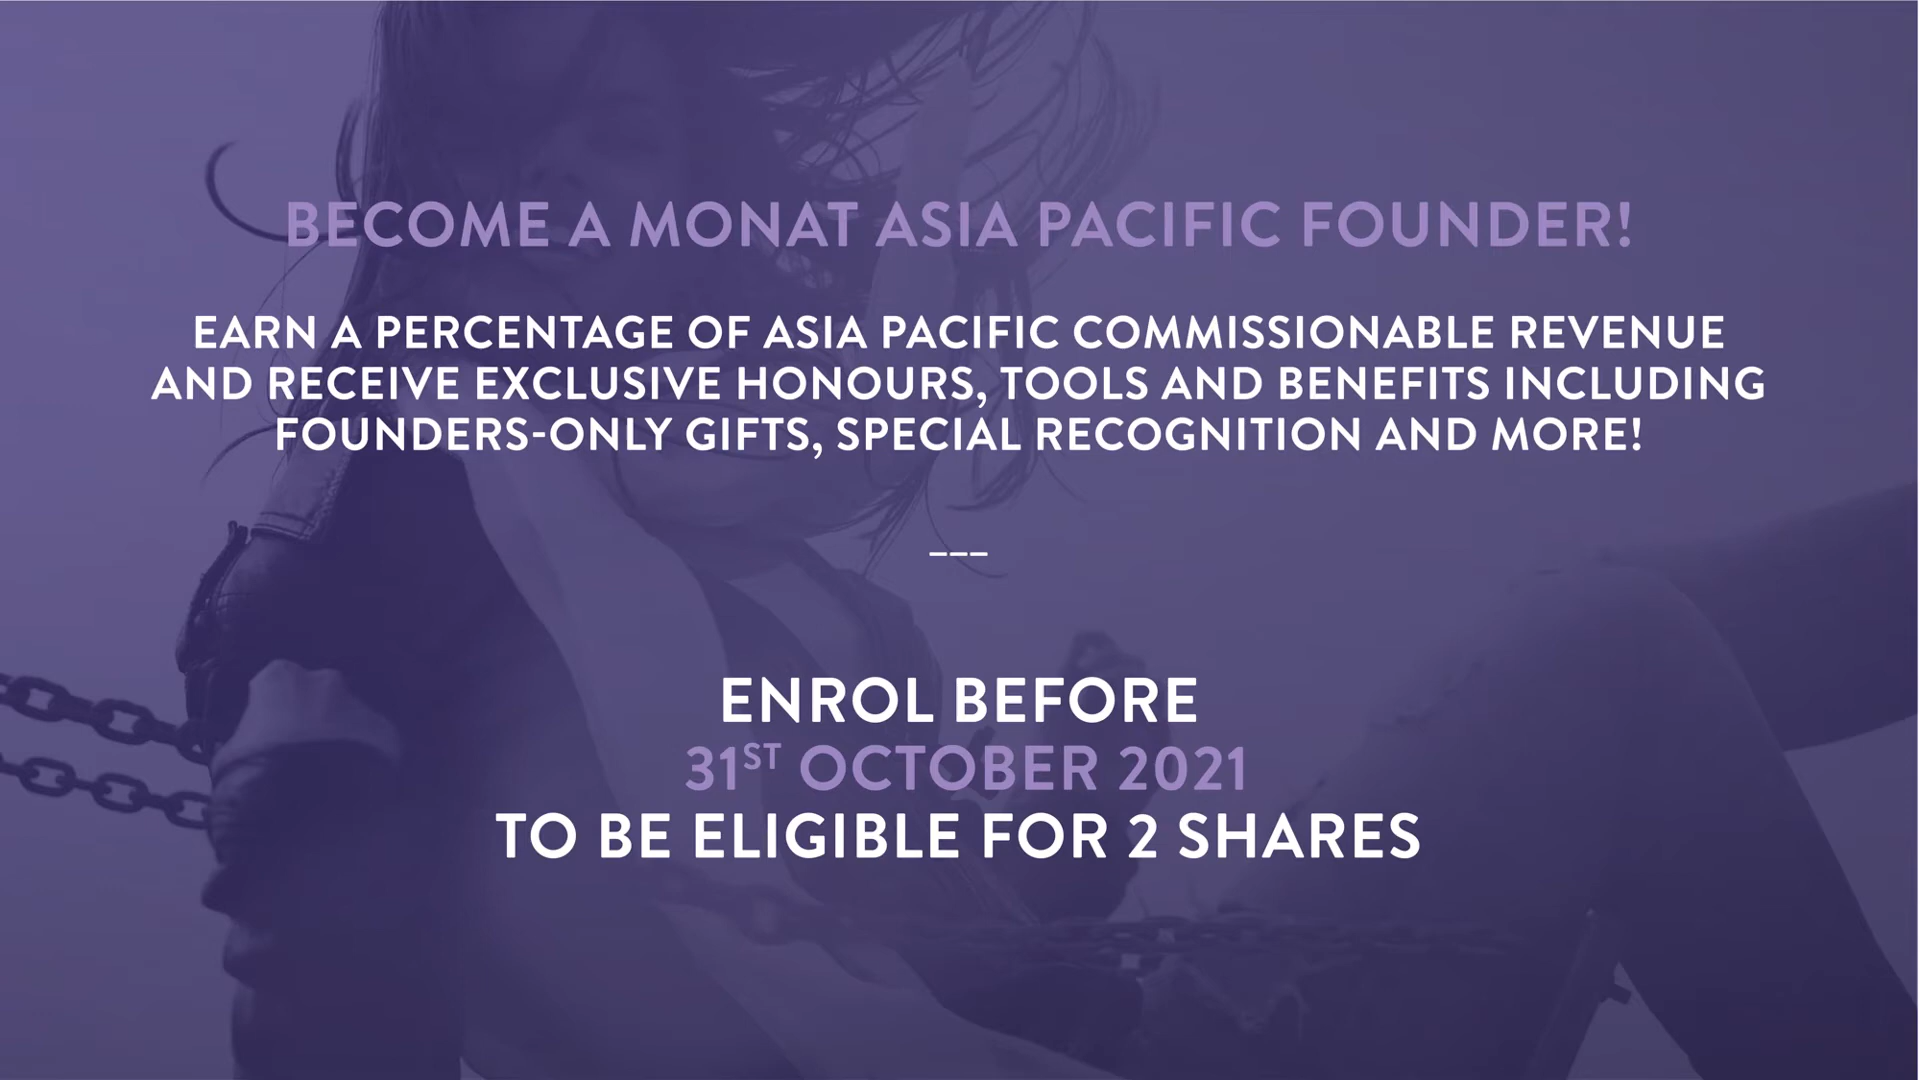 BECOME A MONAT ASIA PACIFIC FOUNDER!
EARN A PERCENTAGE OF ASIA PACIFIC COMMISSIONABLE REVENUE
AND RECEIVE EXCLUSIVE HONOURS, TOOLS AND BENEFITS INCLUDING
FOUNDERS-ONLY GIFTS, SPECIAL RECOGNITION AND MORE!
___
ENROL BEFORE
31ST OCTOBER 2021
TO BE ELIGIBLE FOR 2 SHARES